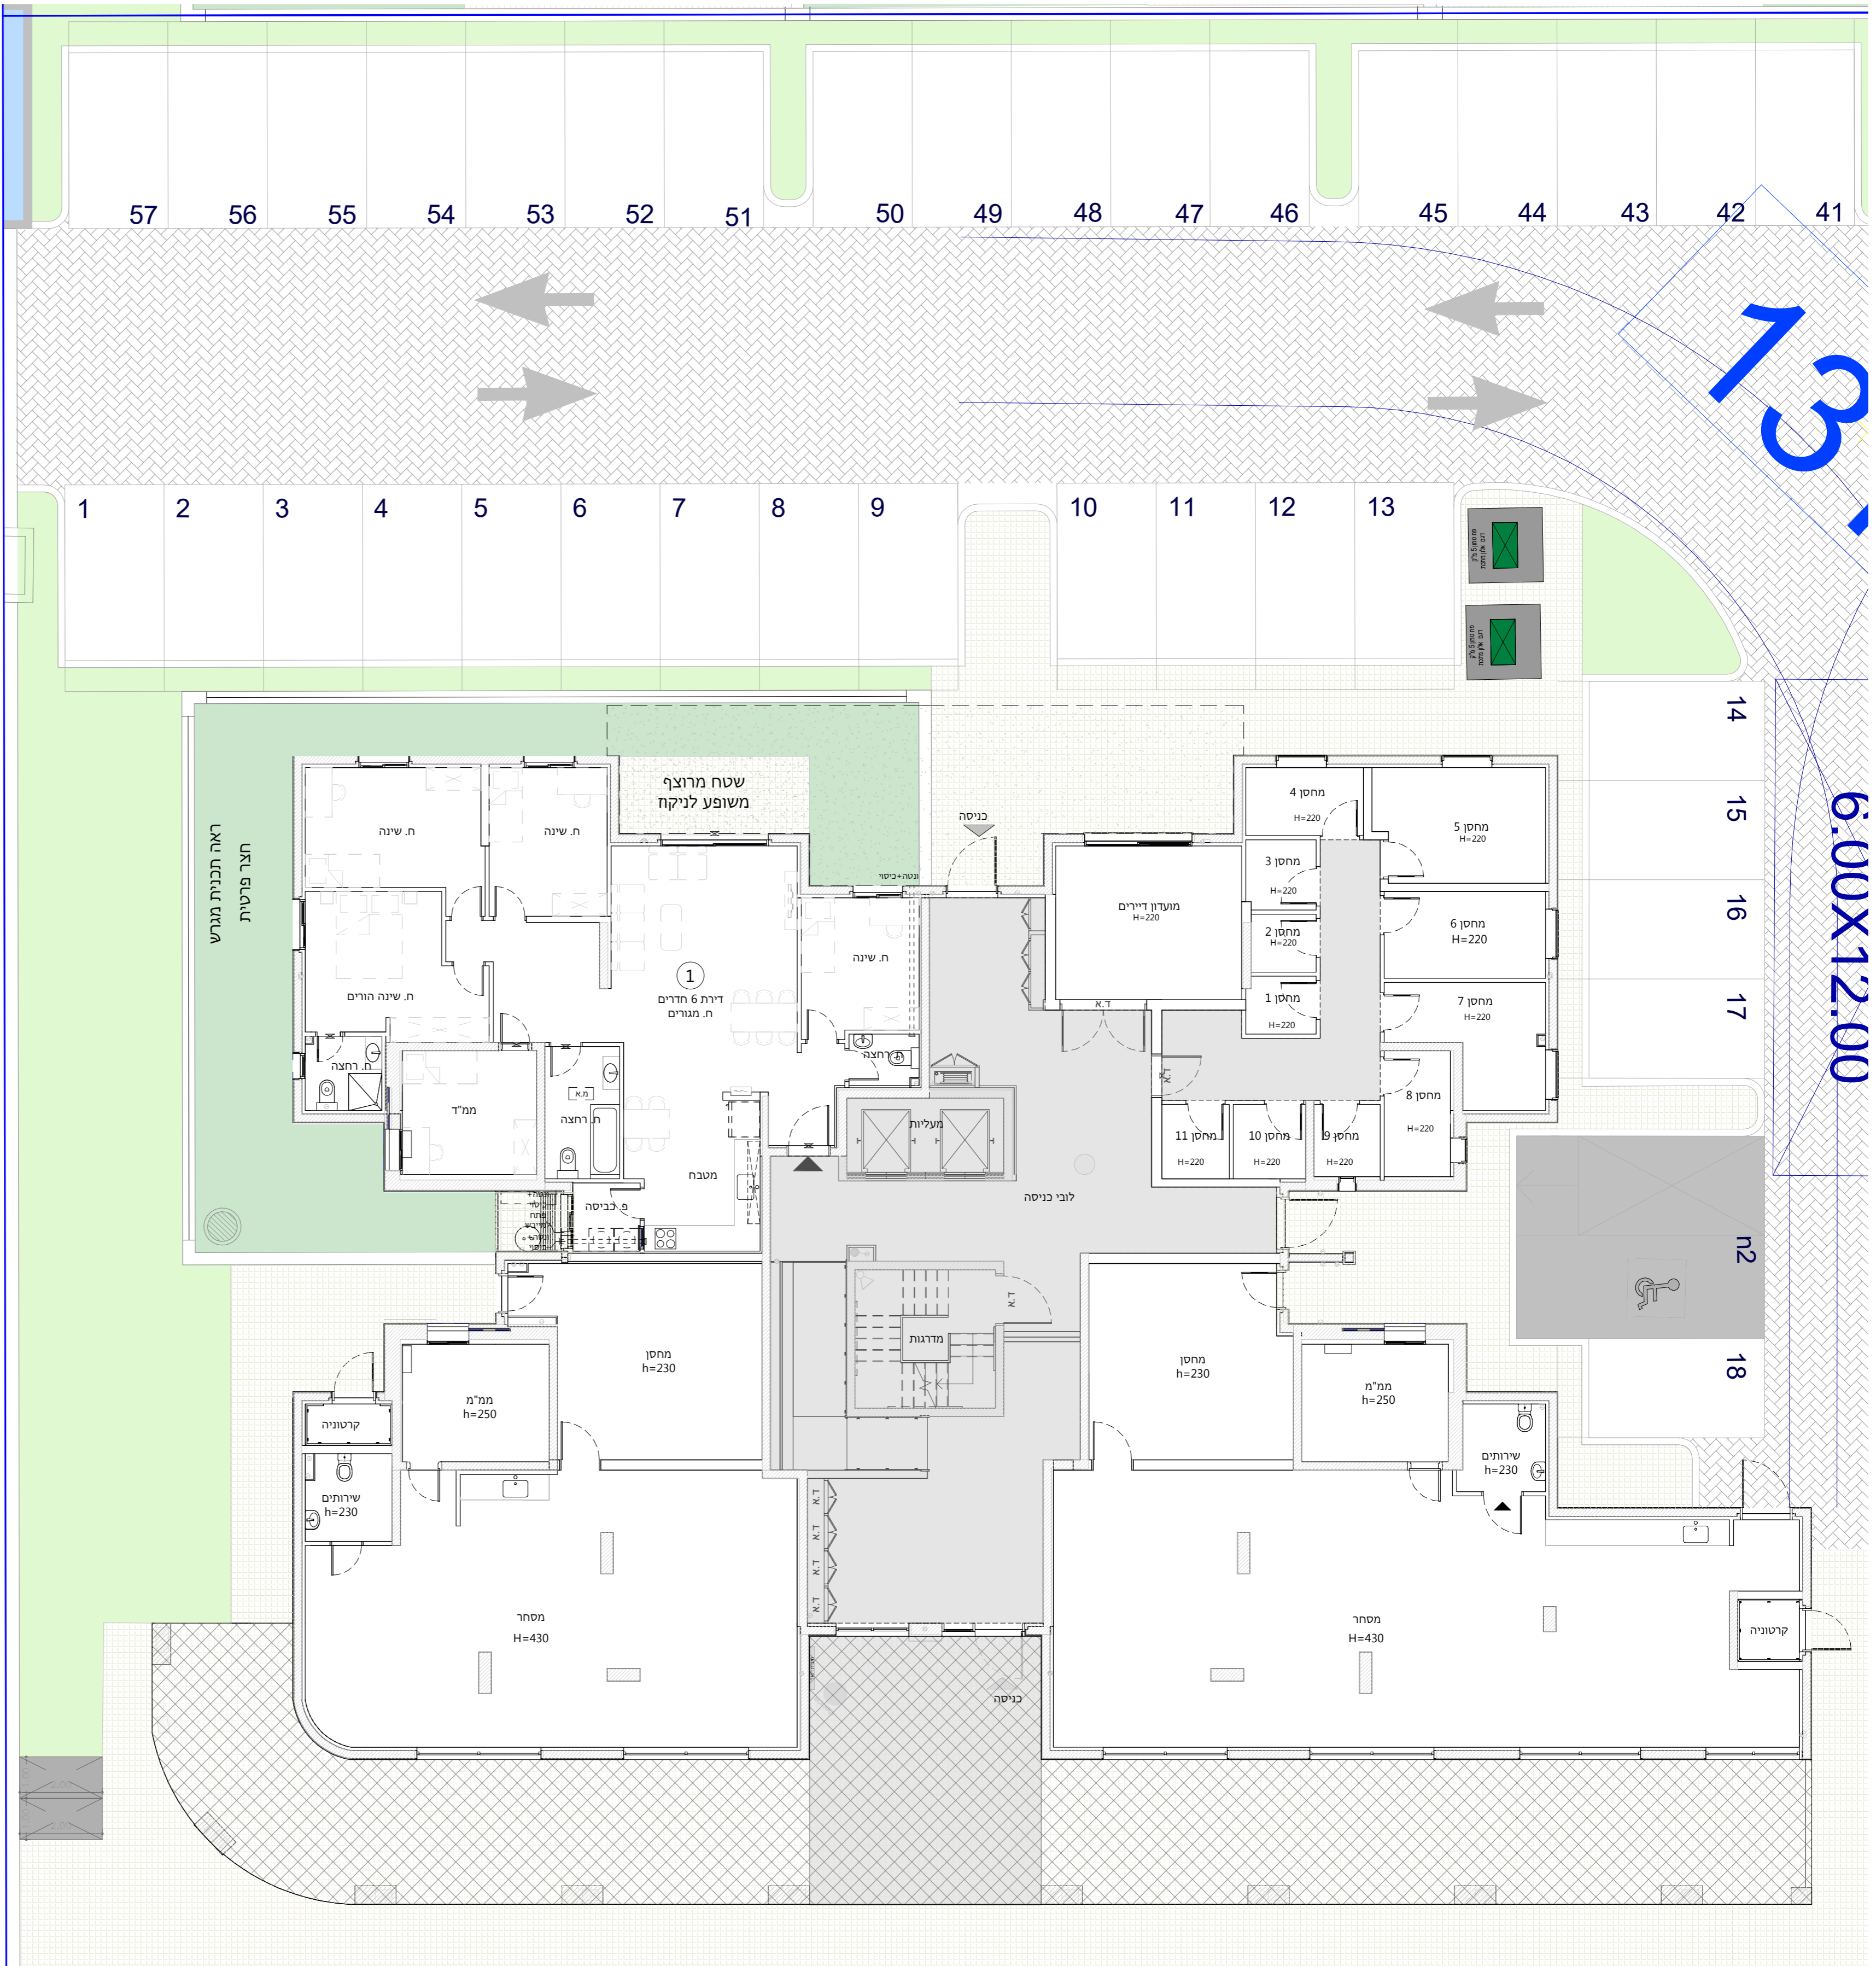 57
56
55
54
53
52
51
50
49
48
47
46
45
44
43
42
41
13
1
2
3
4
5
6
7
8
9
10
11
12
13
14
15
16
17
n2
18
6.00X12.00
שטח מרוצף
משופע לניקוז
חצר פרטית
ראה תכנית מגרש
ח. שינה
ח. שינה
ח. שינה הורים
ח. רחצה
ממ"ד
מ.א
ח. רחצה
פ. כביסה
מטבח
1
דירת 6 חדרים
ח. מגורים
ח. שינה
ח. רחצה
ונטה+כיסוי
כניסה
מועדון דיירים
H=220
מחסן 4
H=220
מחסן 5
H=220
מחסן 3
H=220
מחסן 2
H=220
מחסן 1
H=220
מחסן 6
H=220
מחסן 7
H=220
מחסן 8
H=220
מחסן 9
H=220
מחסן 10
H=220
מחסן 11
H=220
ד.א
ד.א
מעליות
לובי כניסה
ד.א
מדרגות
מחסן
h=230
ממ"מ
h=250
קרטוניה
שירותים
h=230
מסחר
H=430
ד.א
ד.א
ד.א
ד.א
מחסן
h=230
ממ"מ
h=250
שירותים
h=230
מסחר
H=430
קרטוניה
כניסה